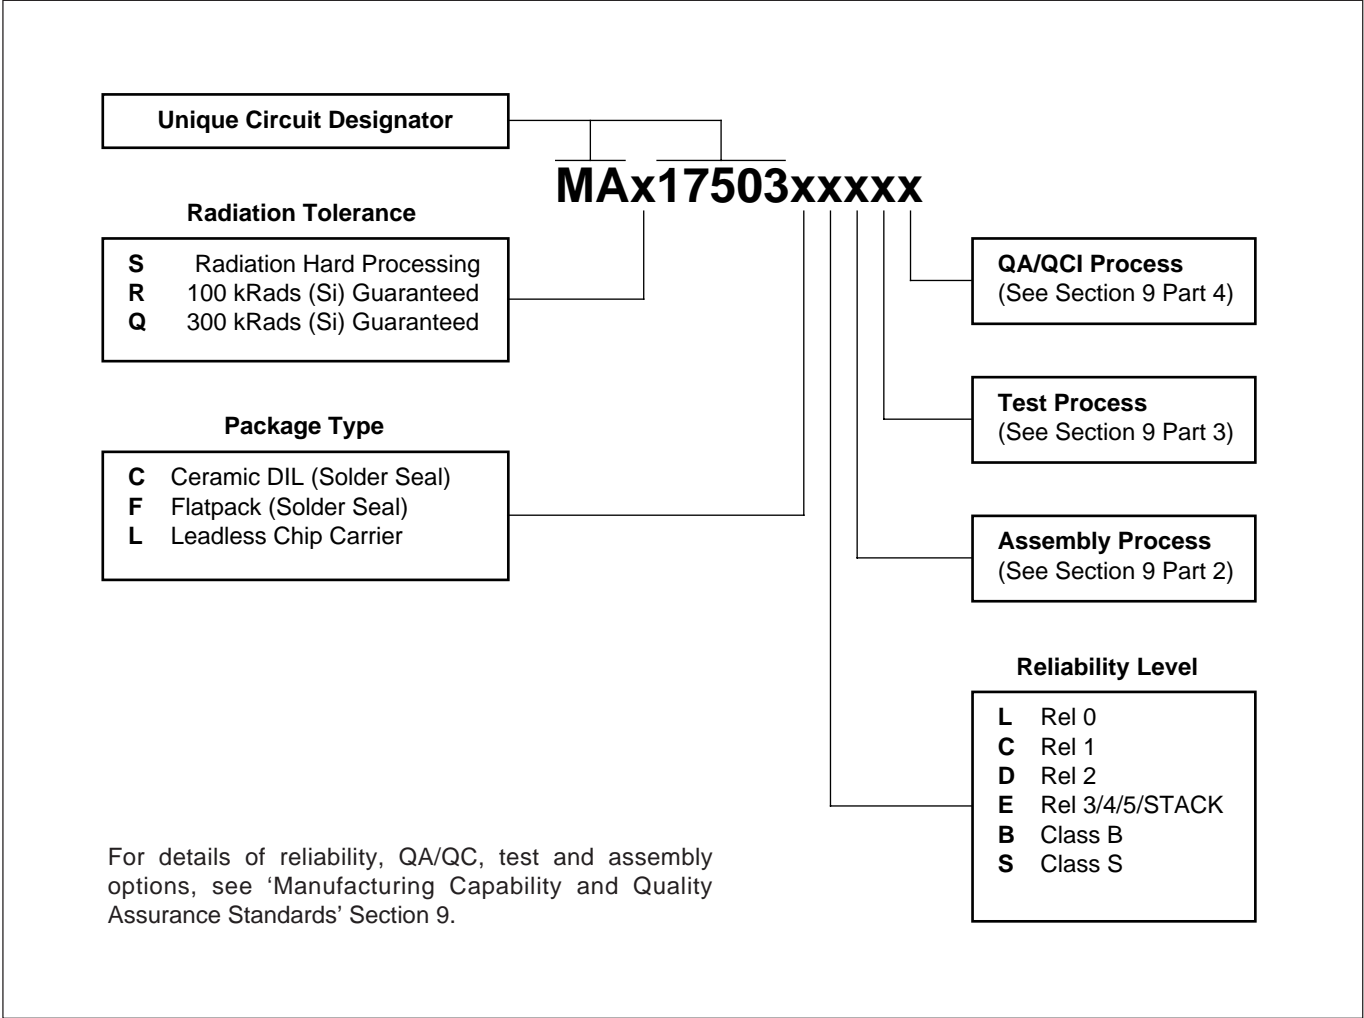 Unique Circuit Designator
MAx17503xxxxx
Radiation Tolerance
S Radiation Hard Processing
R 100 kRads (Si) Guaranteed
Q 300 kRads (Si) Guaranteed
Package Type
C Ceramic DIL (Solder Seal)
F Flatpack (Solder Seal)
L Leadless Chip Carrier
QA/QCI Process
(See Section 9 Part 4)
Test Process
(See Section 9 Part 3)
Assembly Process
(See Section 9 Part 2)
Reliability Level
L Rel 0
C Rel 1
D Rel 2
E Rel 3/4/5/STACK
B Class B
S Class S
For details of reliability, QA/QC, test and assembly
options, see ‘Manufacturing Capability and Quality
Assurance Standards’ Section 9.